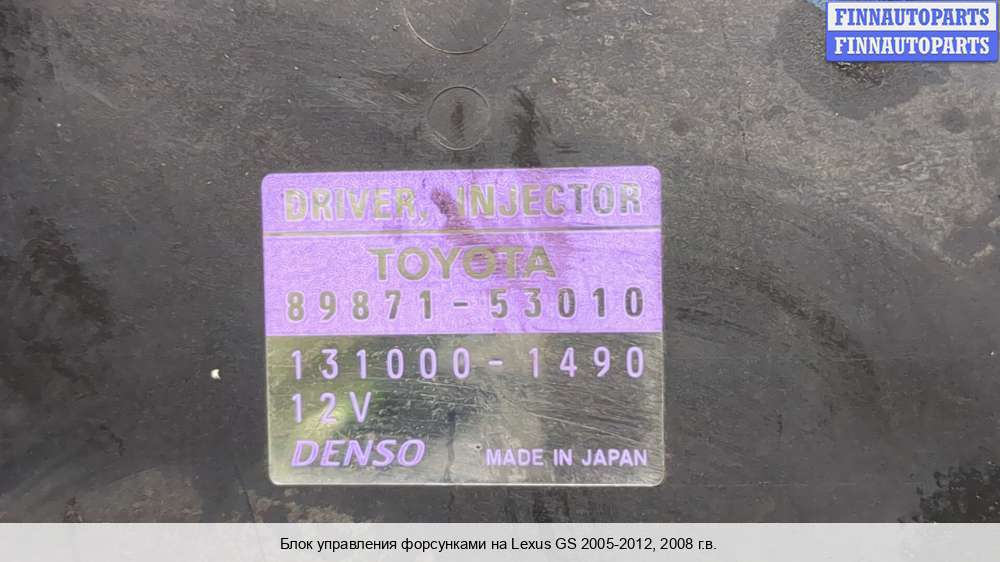 FINNAUTOPARTS
FINNAUTOPARTS
DRIVER, INJECTOR
TOYOTA
89871-53010
131000-1490
12V
DENSO MADE IN JAPAN
Блок управления форсунками на Lexus GS 2005-2012, 2008 г.в.